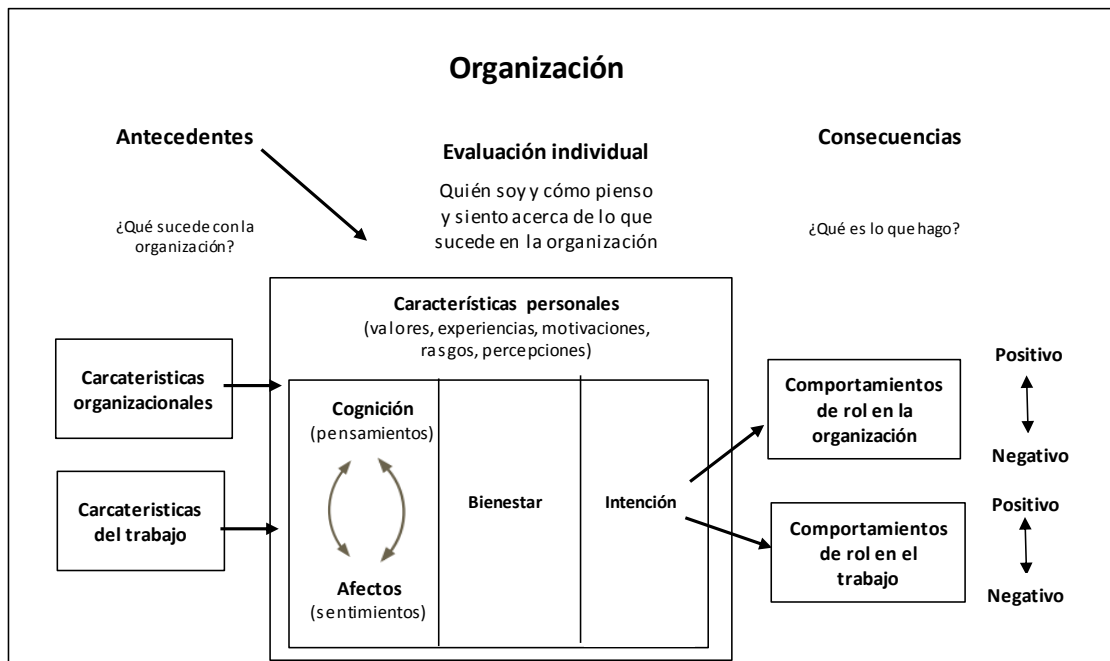 Organización
Antecedentes
Evaluación individual
Consecuencias
Quién soy y cómo pienso
y siento acerca de lo que
sucede en la organización
¿Qué sucede con la
organización?
¿Qué es lo que hago?
Características personales
(valores, experiencias, motivaciones,
rasgos, percepciones)
Carcateristicas
organizacionales
Carcateristicas
del trabajo
Cognición
(pensamientos)
Afectos
(sentimientos)
Bienestar
Intención
Comportamientos
de rol en la
organización
Positivo
Negativo
Comportamientos
de rol en el
trabajo
Positivo
Negativo